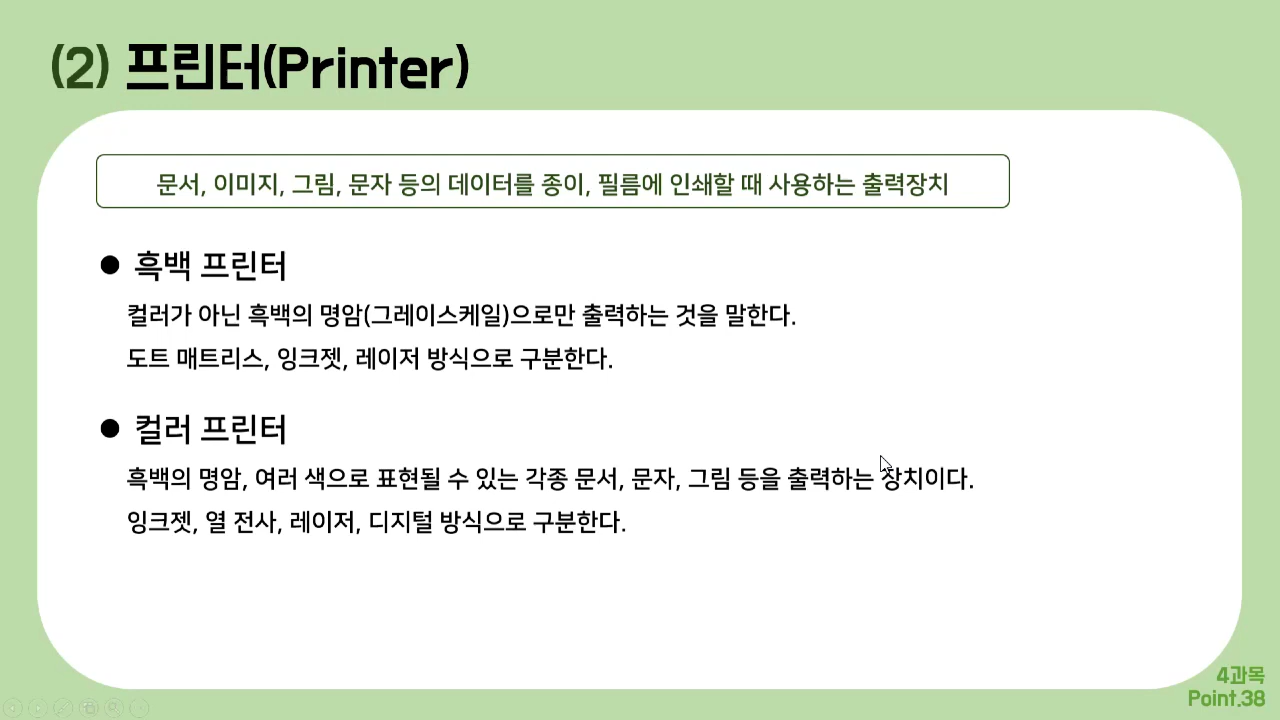 (2) 프린터(Printer)
문서, 이미지, 그림, 문자 등의 데이터를 종이, 필름에 인쇄할 때 사용하는 출력장치
● 흑백 프린터
컬러가 아닌 흑백의 명암(그레이스케일)으로만 출력하는 것을 말한다.
도트 매트리스, 잉크젯, 레이저 방식으로 구분한다.
● 컬러 프린터
흑백의 명암, 여러 색으로 표현될 수 있는 각종 문서, 문자, 그림 등을 출력하는 장치이다.
잉크젯, 열 전사, 레이저, 디지털 방식으로 구분한다.
4과목
Point.38